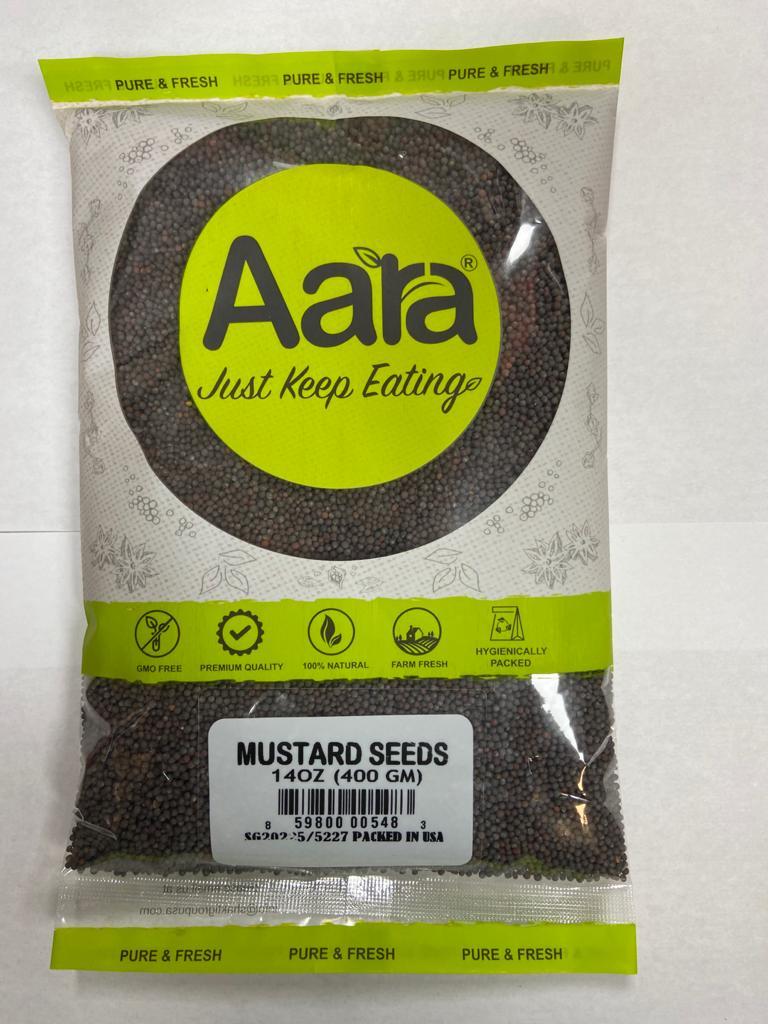 PURE & FRESH PURE & FRESH PURE & FRESH
Aara®
Just Keep Eating
GMO FREE
PREMIUM QUALITY
100% NATURAL
FARM FRESH
HYGIENICALLY
PACKED
MUSTARD SEEDS
14OZ (400 GM)
8 59800 00548 3
PACKED IN USA
PURE & FRESH PURE & FRESH PURE & FRESH